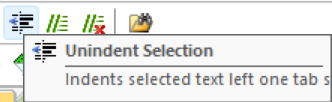 Unindent Selection
Indents selected text left one tab s